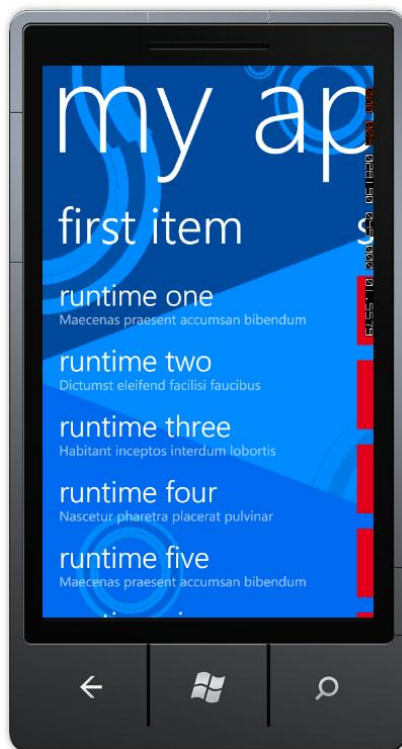 my ap
first item
s
runtime one
Maecenas praesent accumsan bibendum
runtime two
Dictumst eleifend facilisi faucibus
runtime three
Habitant inceptos interdum lobortis
runtime four
Nascetur pharetra placerat pulvinar
runtime five
Maecenas praesent accumsan bibendum